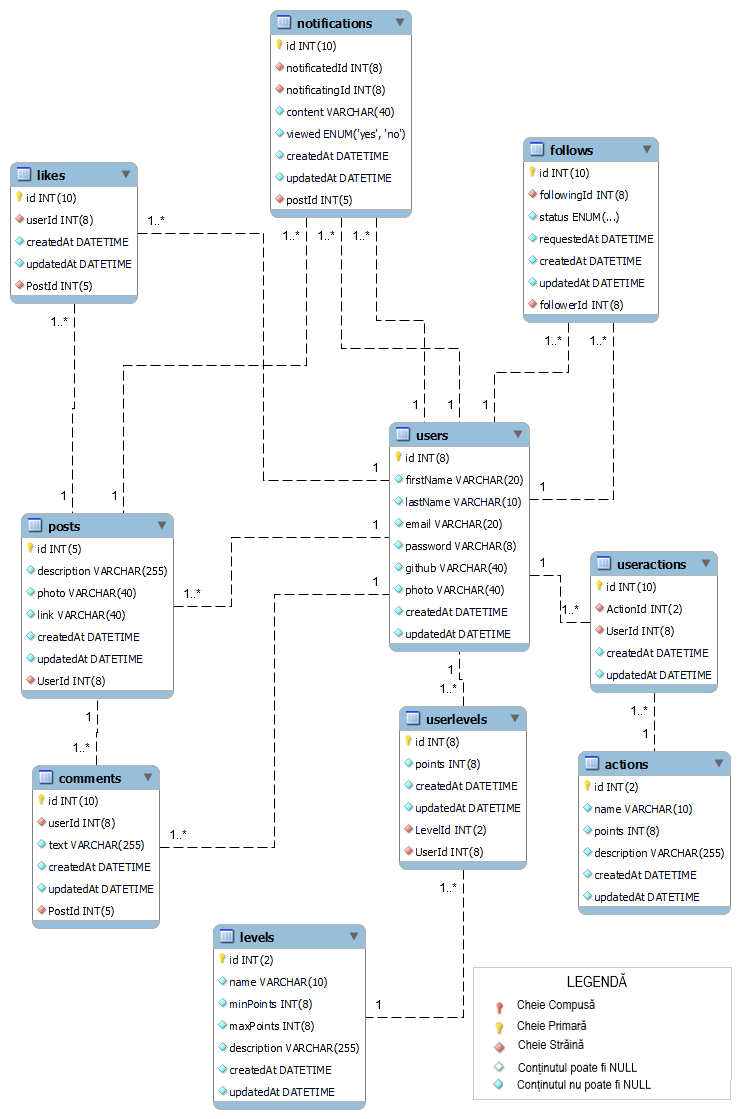 notifications
id INT(10)
notificatedId INT(8)
notificatingId INT(8)
content VARCHAR(40)
viewed ENUM('yes', 'no')
createdAt DATETIME
updatedAt DATETIME
postId INT(5)
1..*
1..*
1..*
likes
id INT(10)
userId INT(8)
createdAt DATETIME
updatedAt DATETIME
PostId INT(5)
1..*
1..*
follows
id INT(10)
followingId INT(8)
status ENUM(...)
requestedAt DATETIME
createdAt DATETIME
updatedAt DATETIME
followerId INT(8)
1..*
1..*
1
1
1
1
1
1
1
1
1
1
users
id INT(8)
firstName VARCHAR(20)
lastName VARCHAR(10)
email VARCHAR(20)
password VARCHAR(8)
github VARCHAR(40)
photo VARCHAR(40)
createdAt DATETIME
updatedAt DATETIME
1
posts
id INT(5)
description VARCHAR(255)
photo VARCHAR(40)
link VARCHAR(40)
createdAt DATETIME
updatedAt DATETIME
UserId INT(8)
1..*
1
1..*
useractions
id INT(10)
ActionId INT(2)
UserId INT(8)
createdAt DATETIME
updatedAt DATETIME
1..*
1..*
1
userlevels
id INT(8)
points INT(8)
createdAt DATETIME
updatedAt DATETIME
LevelId INT(2)
UserId INT(8)
1..*
1..*
comments
id INT(10)
userId INT(8)
text VARCHAR(255)
createdAt DATETIME
updatedAt DATETIME
PostId INT(5)
1..*
actions
id INT(2)
name VARCHAR(10)
points INT(8)
description VARCHAR(255)
createdAt DATETIME
updatedAt DATETIME
levels
id INT(2)
name VARCHAR(10)
minPoints INT(8)
maxPoints INT(8)
description VARCHAR(255)
createdAt DATETIME
updatedAt DATETIME
1
LEGENDĂ
Cheie Compusă
Cheie Primară
Cheie Străină
Conținutul poate fi NULL
Conținutul nu poate fi NULL